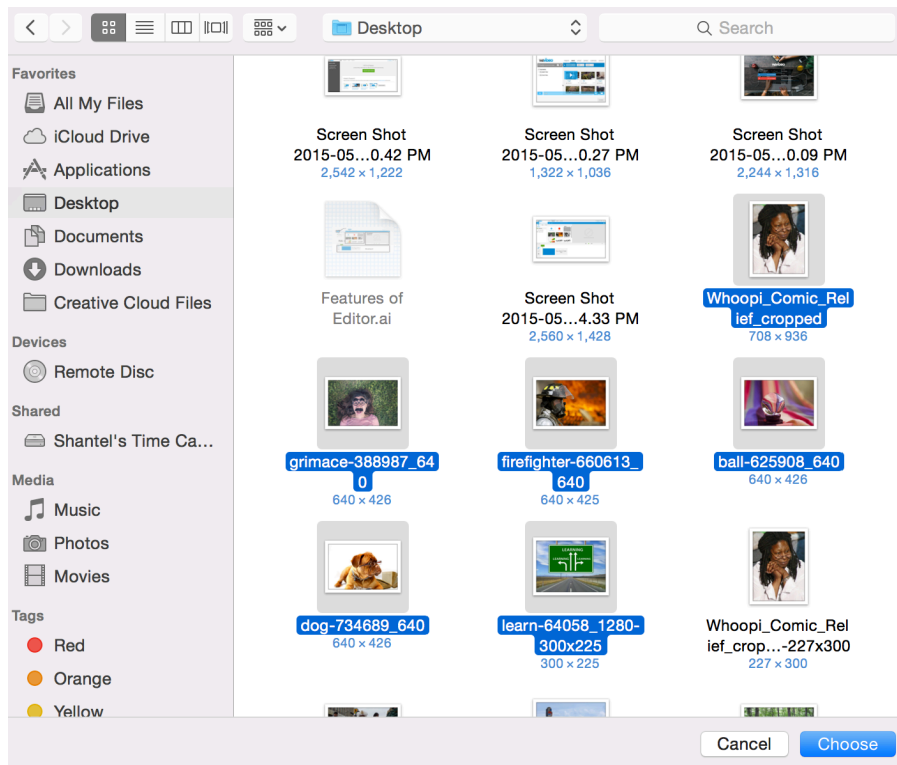 Desktop
Search
Favorites
All My Files
iCloud Drive
Applications
Desktop
Documents
Downloads
Creative Cloud Files
Devices
Remote Disc
Shared
Shantel's Time Ca...
Media
Music
Photos
Movies
Tags
Red
Orange
Yellow
Screen Shot
2015-05...0.42 PM
2,542 × 1,222
Screen Shot
2015-05...0.27 PM
1,322 × 1,036
Screen Shot
2015-05...0.09 PM
2,244 × 1,316
Features of
Editor.ai
Screen Shot
2015-05...4.33 PM
2,560 × 1,428
Whoopi_Comic_Rel
ief_cropped
708 × 936
grimace-388987_64
0
640 × 426
firefighter-660613_
640
640 × 425
ball-625908_640
640 × 426
dog-734689_640
640 × 426
LEARNING
learn-64058_1280-
300x225
300 × 225
Whoopi_Comic_Rel
ief_crop...-227x300
227 × 300
Cancel
Choose